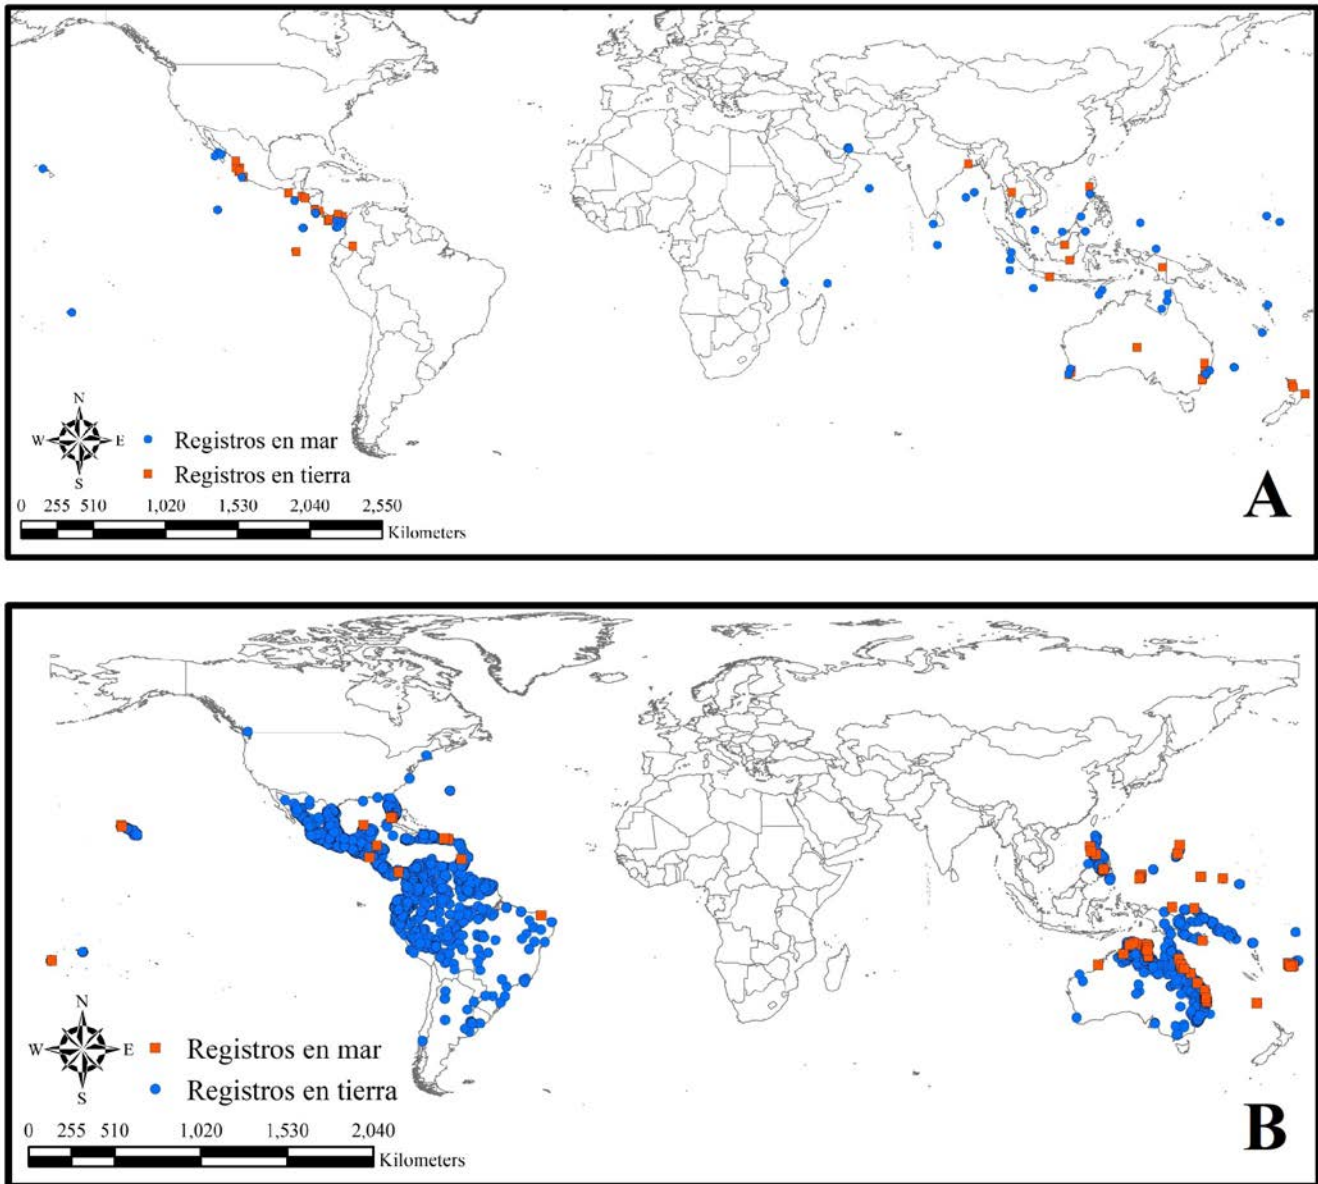 N
W E
S
Registros en mar
Registros en tierra
0 255 510 1,020 1,530 2,040 2,550
Kilometers
A
N
W E
S
Registros en mar
Registros en tierra
0 255 510 1,020 1,530 2,040
Kilometers
B